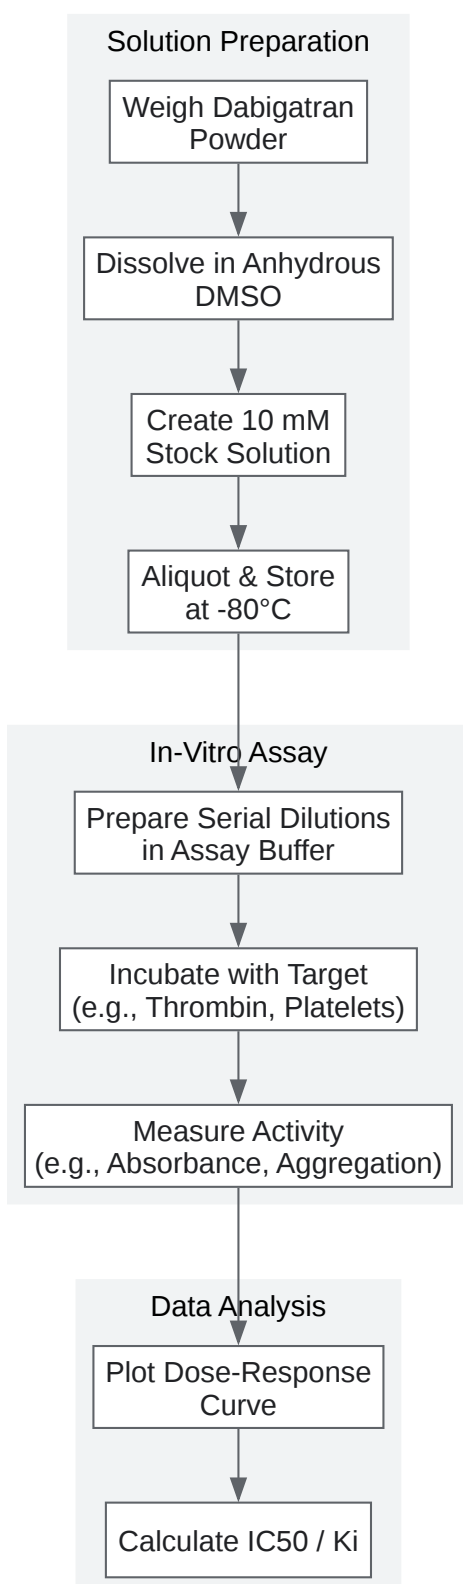 Solution Preparation
Weigh Dabigatran
Powder
Dissolve in Anhydrous
DMSO
Create 10 mM
Stock Solution
Aliquot & Store
at -80°C
In-Vitro Assay
Prepare Serial Dilutions
in Assay Buffer
Incubate with Target
(e.g., Thrombin, Platelets)
Measure Activity
(e.g., Absorbance, Aggregation)
Data Analysis
Plot Dose-Response
Curve
Calculate IC50 / Ki